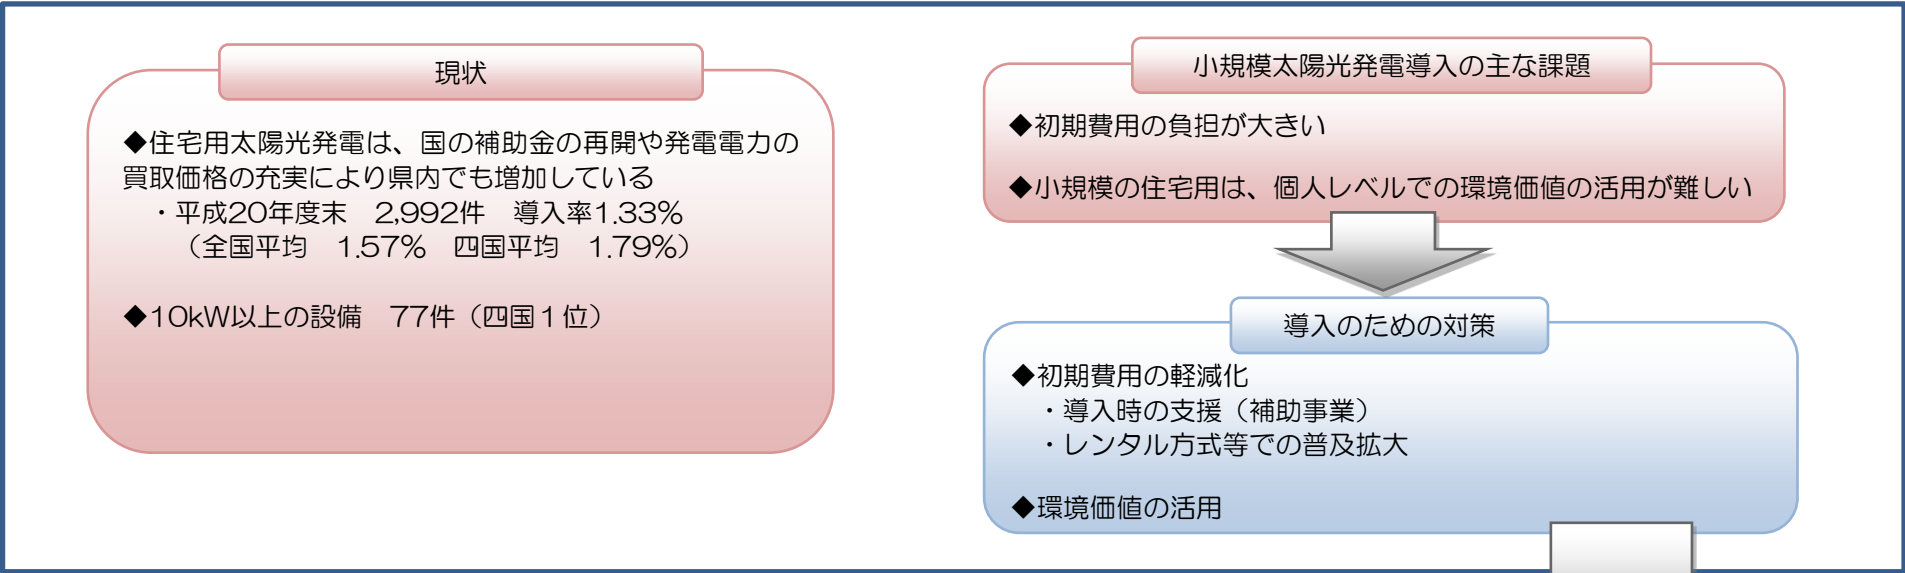 現状
◆住宅用太陽光発電は、国の補助金の再開や発電電力の
買取価格の充実により県内でも増加している
・平成20年度末　2,992件　導入率1.33%
（全国平均　1.57%　四国平均　1.79%）
◆10kW以上の設備　77件（四国１位）
小規模太陽光発電導入の主な課題
◆初期費用の負担が大きい
◆小規模の住宅用は、個人レベルでの環境価値の活用が難しい
導入のための対策
◆初期費用の軽減化
・導入時の支援（補助事業）
・レンタル方式等での普及拡大
◆環境価値の活用